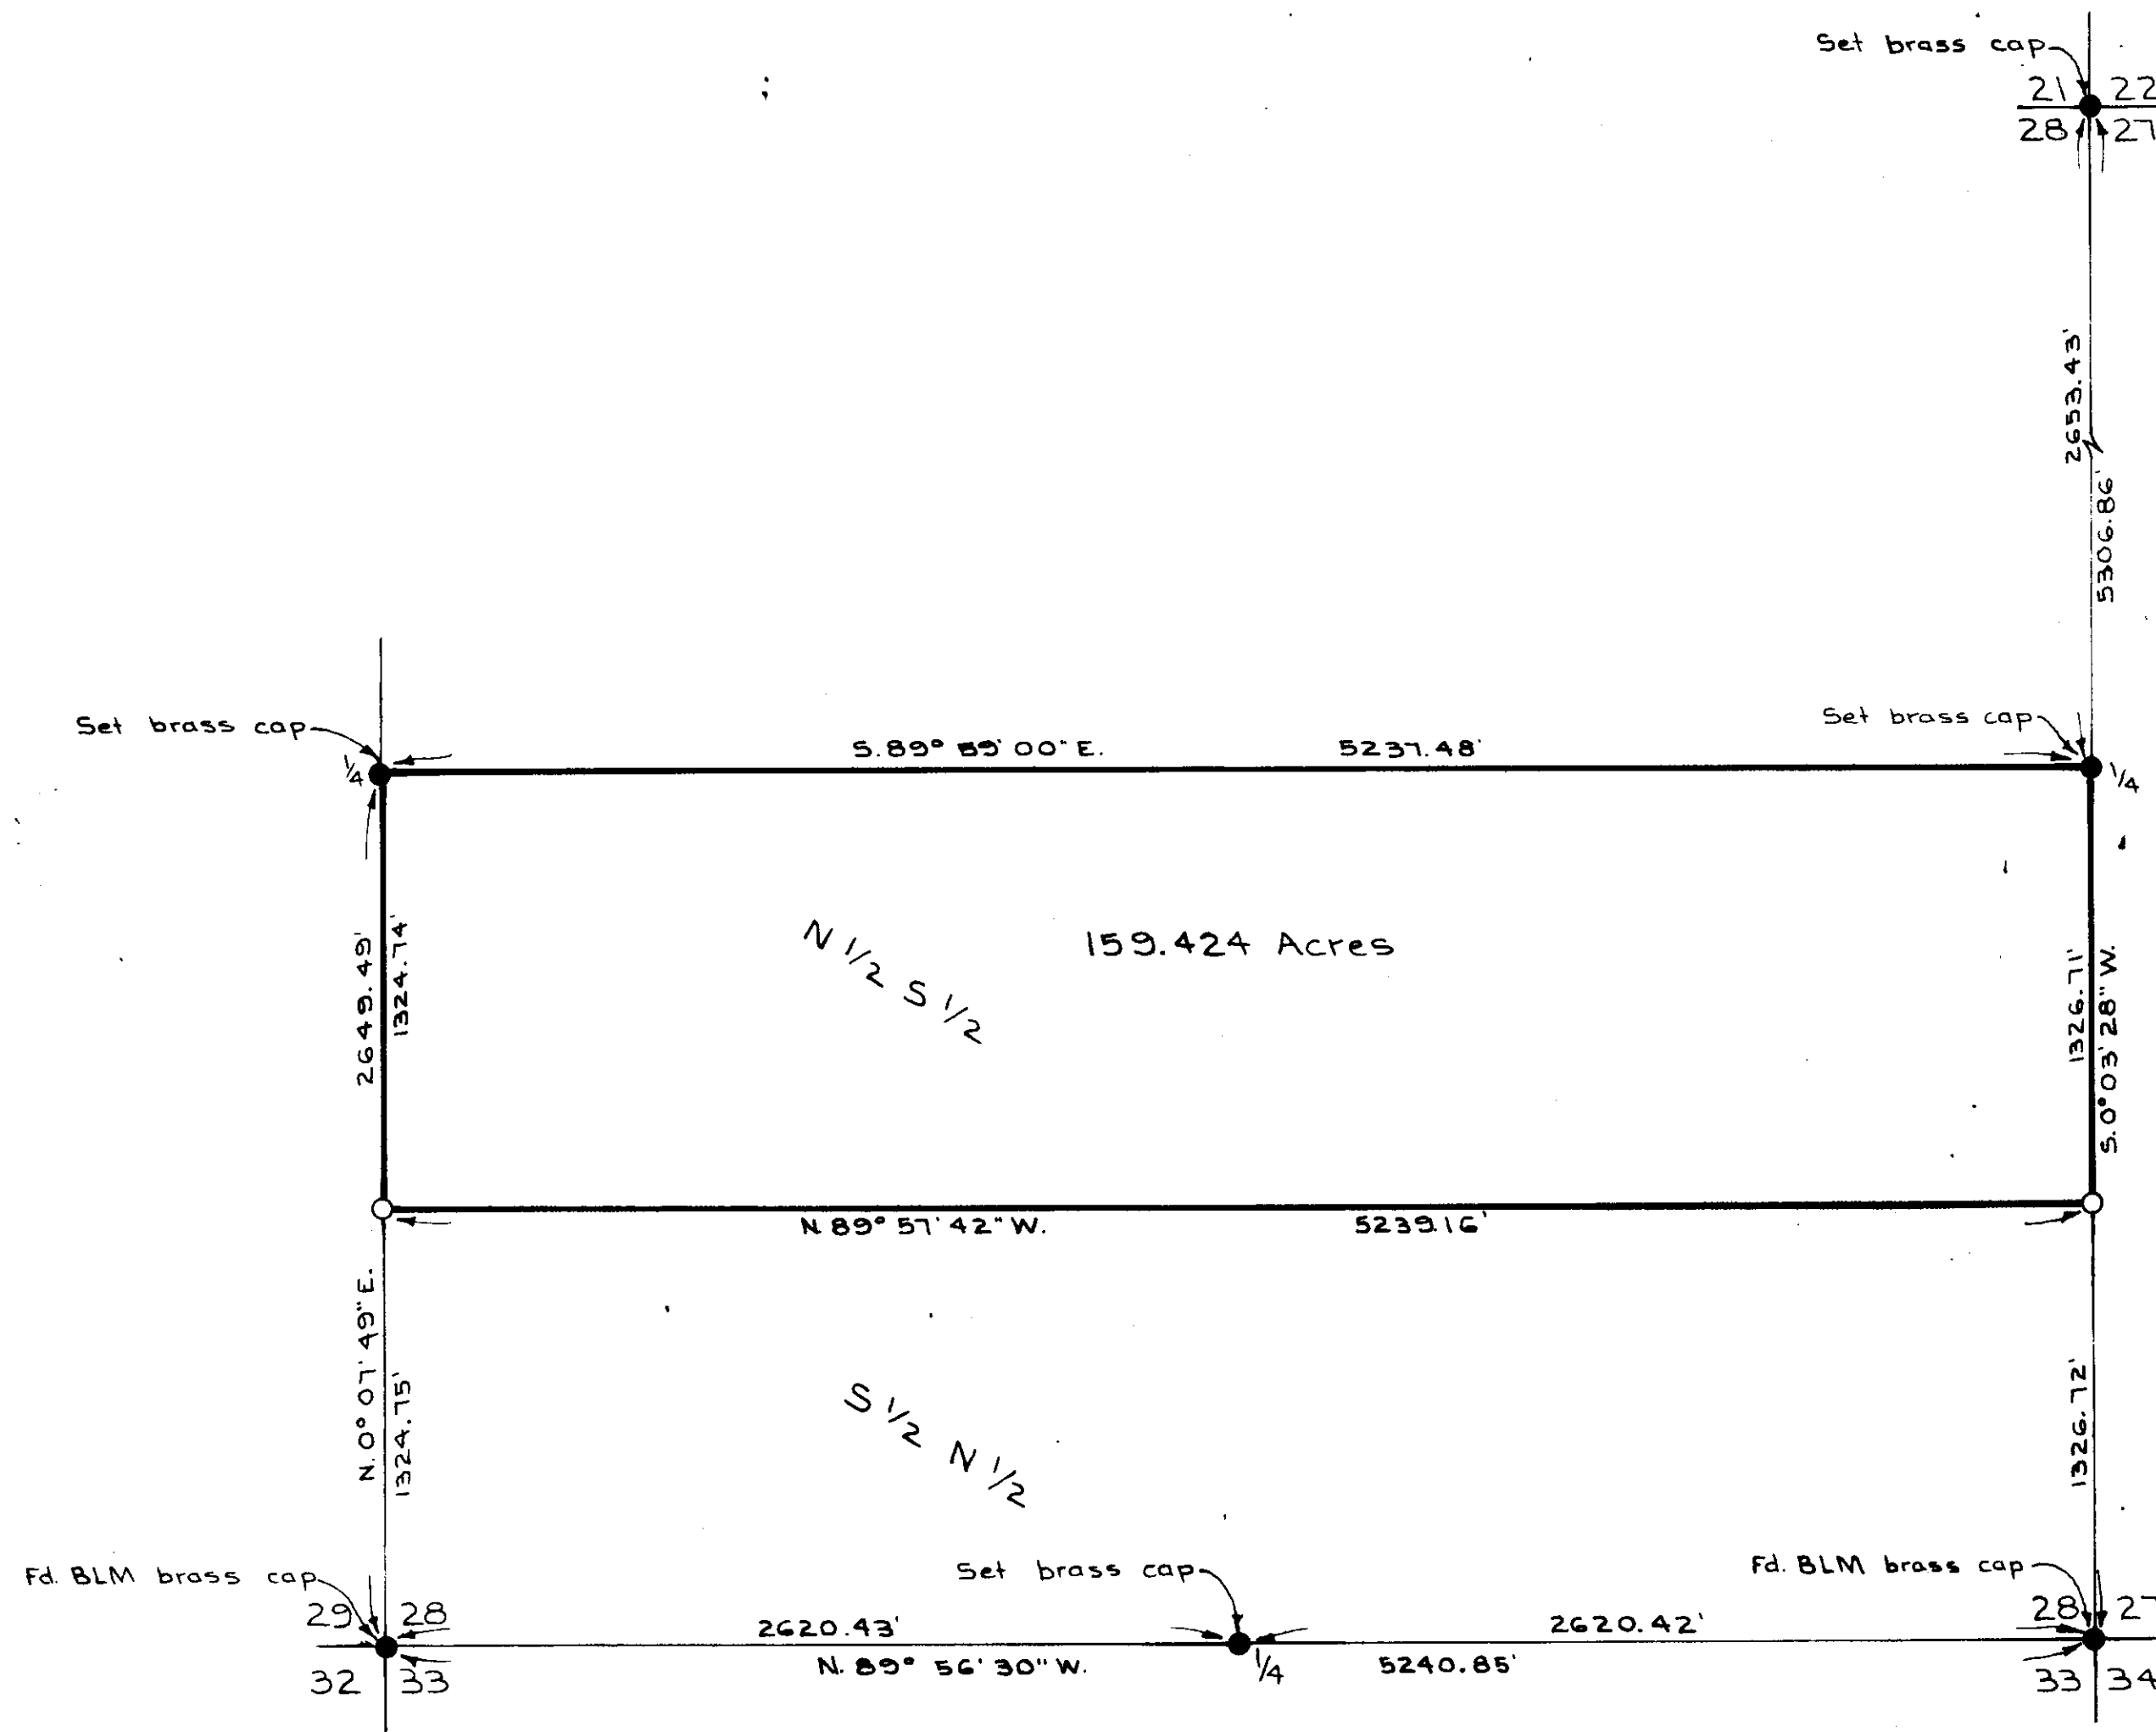 Set brass cap
21 22
28 27
2653.43'
5306.86'
Set brass cap
Set brass cap
1/4
S.89° 59' 00" E. 5237.48'
1/4
N 1/2 S 1/2
159.424 Acres
2649.49'
1324.74'
1326.71'
S.0° 03' 28" W.
N 89° 57' 42" W. 5239.16'
N.0° 07' 49" E.
1324.75'
S 1/2 N 1/2
1326.72'
Fd. BLM brass cap
Set brass cap
Fd. BLM brass cap
29 28
2620.43'
2620.42'
28 27
N. 89° 56' 30" W.
1/4
5240.85'
32 33
33 34